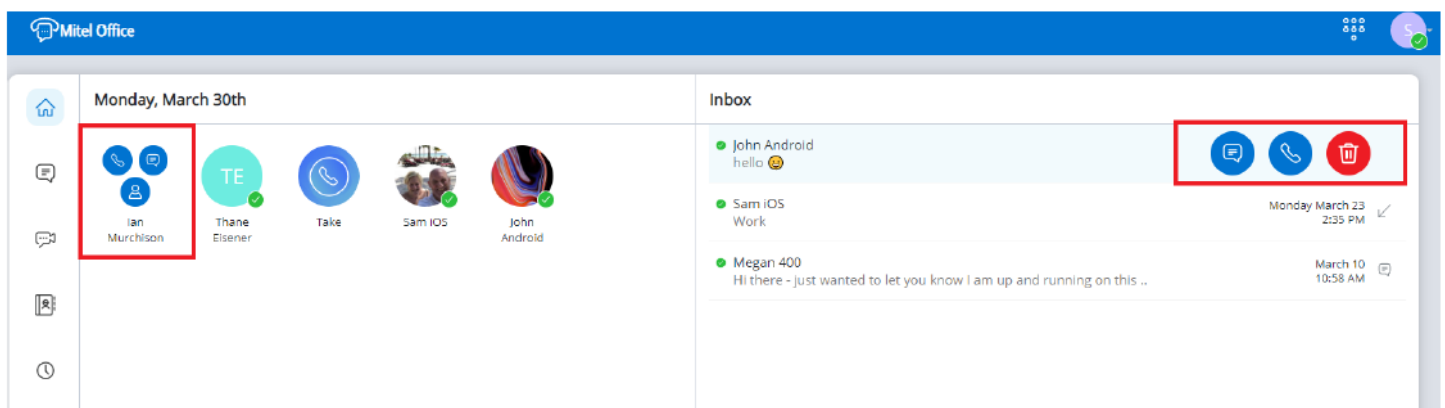 Mitel Office
S
Monday, March 30th
Inbox
Ian
Murchison
TE
Thane
Eisener
Take
Sam iOS
John
Android
John Android
hello 😀
Sam iOS
Work
Monday March 23
2:35 PM
Megan 400
Hi there - just wanted to let you know I am up and running on this ..
March 10
10:58 AM